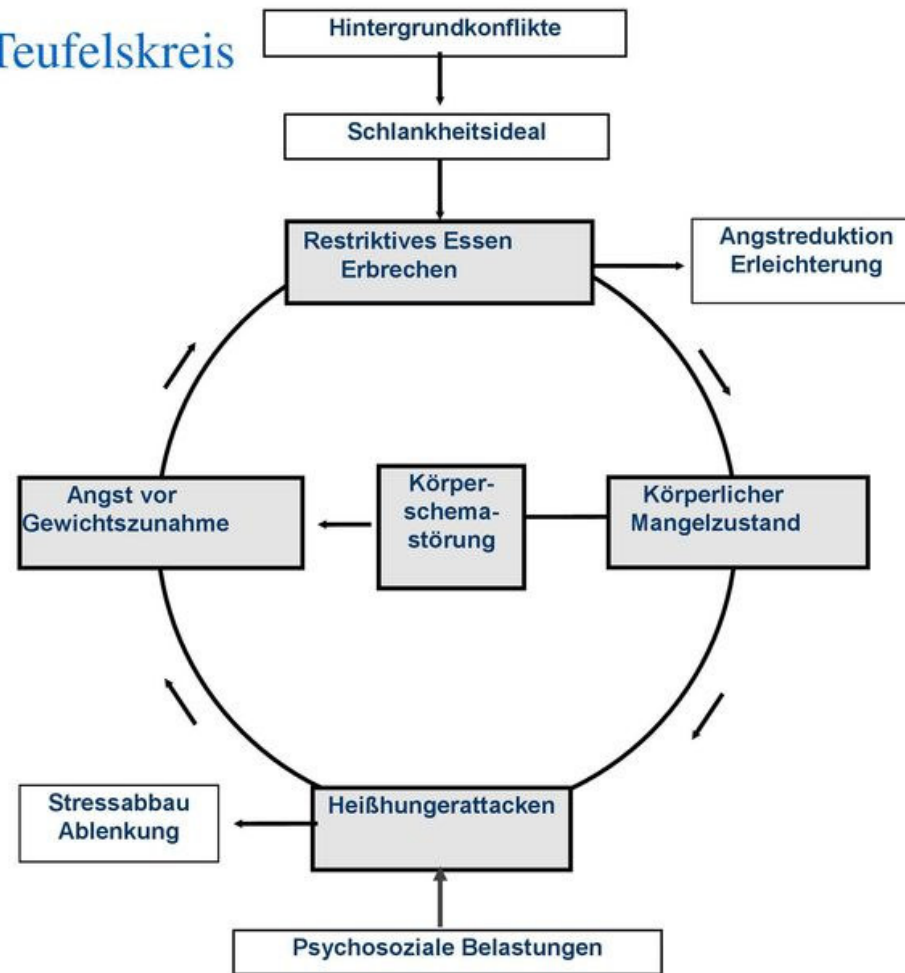 Teufelskreis
Hintergrundkonflikte
Schlankheitsideal
Restriktives Essen
Erbrechen
Angstreduktion
Erleichterung
Angst vor
Gewichtszunahme
Körper-
schema-
störung
Körperlicher
Mangelzustand
Stressabbau
Ablenkung
Heißhungerattacken
Psychosoziale Belastungen